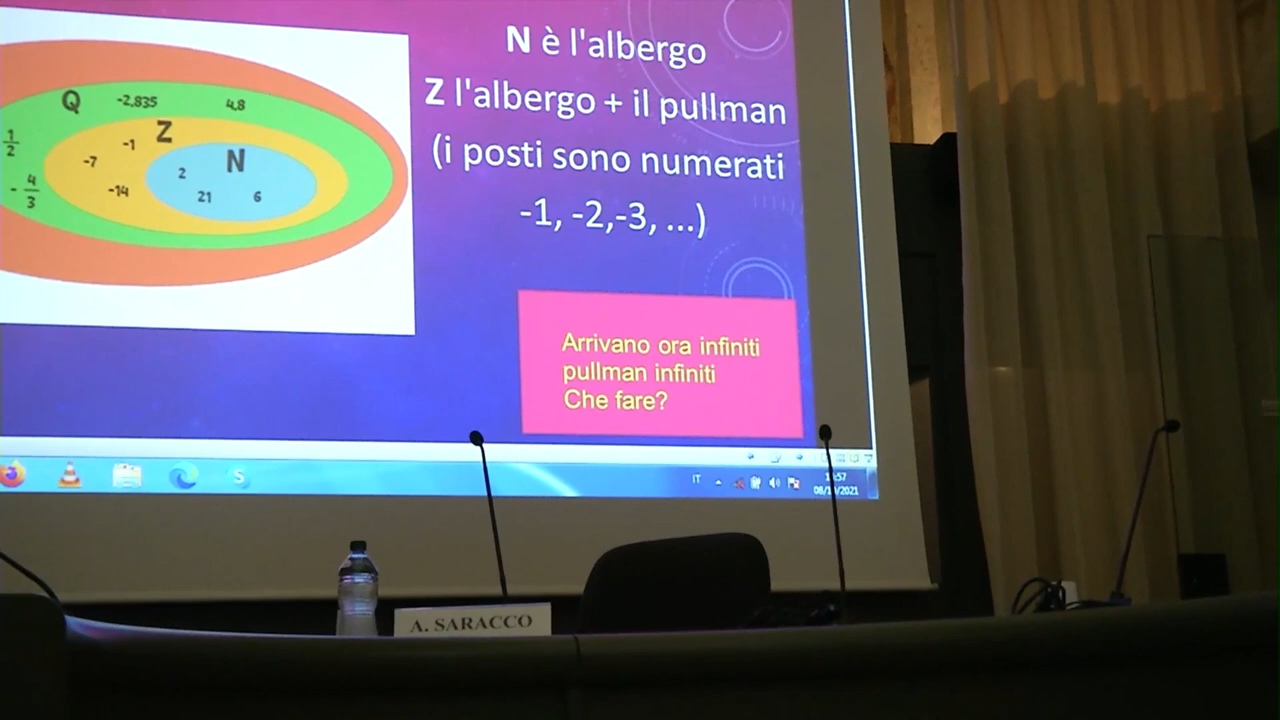 N è l'albergo
Z l'albergo + il pullman
(i posti sono numerati
-1, -2,-3, ...)
Q -2,835 4,8
Z
1/2 -1
N
-7 2
-4/3 -14 21 6
Arrivano ora infiniti
pullman infiniti
Che fare?
S
IT
A. SARACCO